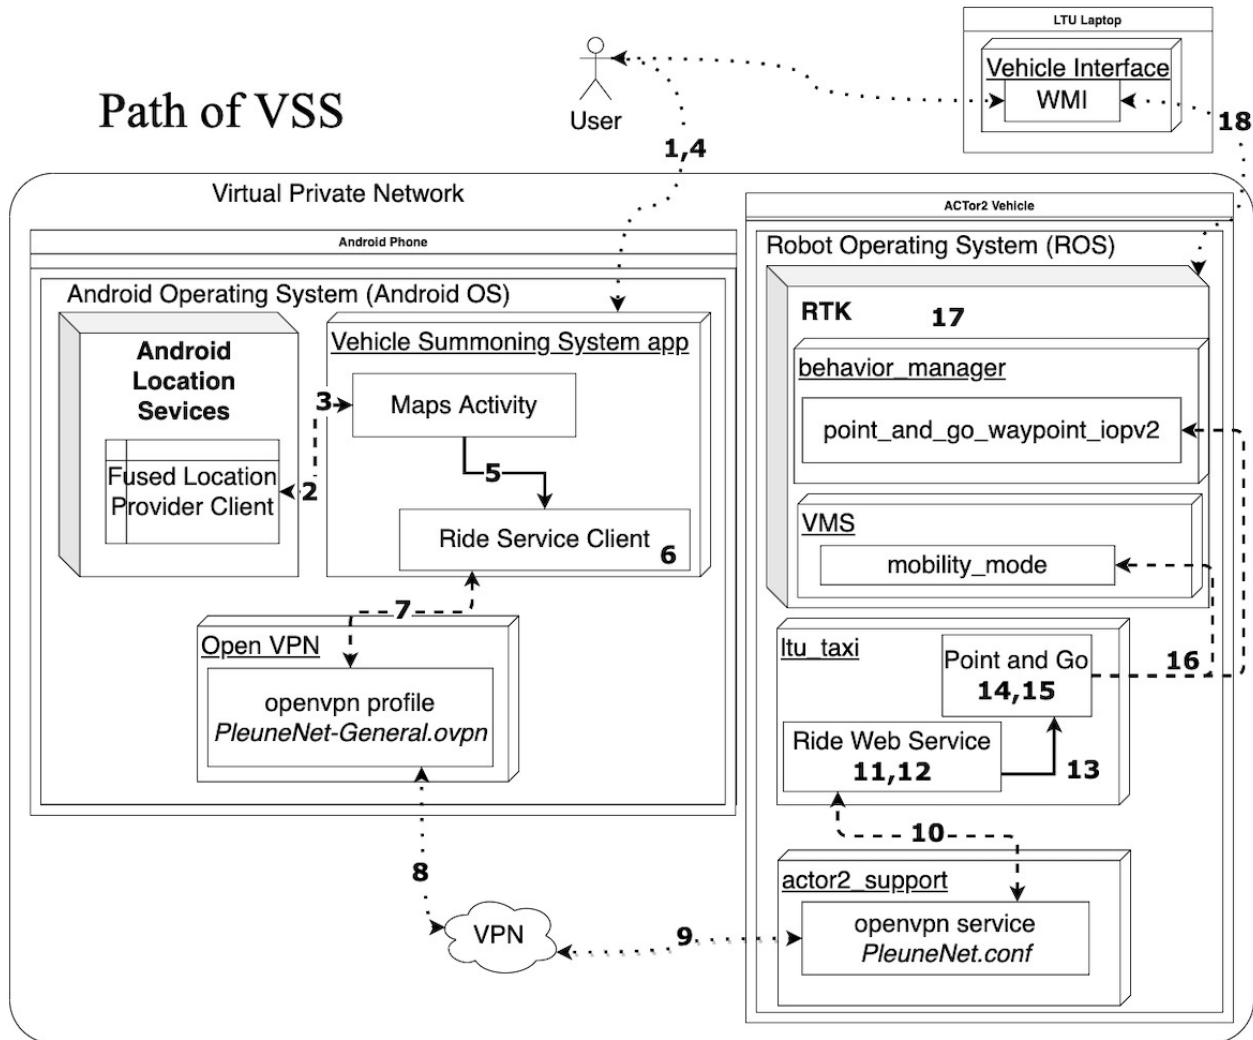 LTU Laptop
Vehicle Interface
WMI
Path of VSS
User
18
1,4
Virtual Private Network
ACTor2 Vehicle
Android Phone
Robot Operating System (ROS)
Android Operating System (Android OS)
RTK
17
Android
Location
Sevices
Vehicle Summoning System app
behavior_manager
3
Maps Activity
point_and_go_waypoint_iopv2
Fused Location
Provider Client
2
5
VMS
Ride Service Client
6
mobility_mode
7
Open VPN
ltu_taxi
Point and Go
14,15
16
openvpn profile
PleuneNet-General.ovpn
Ride Web Service
11,12
13
10
8
actor2_support
VPN
9
openvpn service
PleuneNet.conf